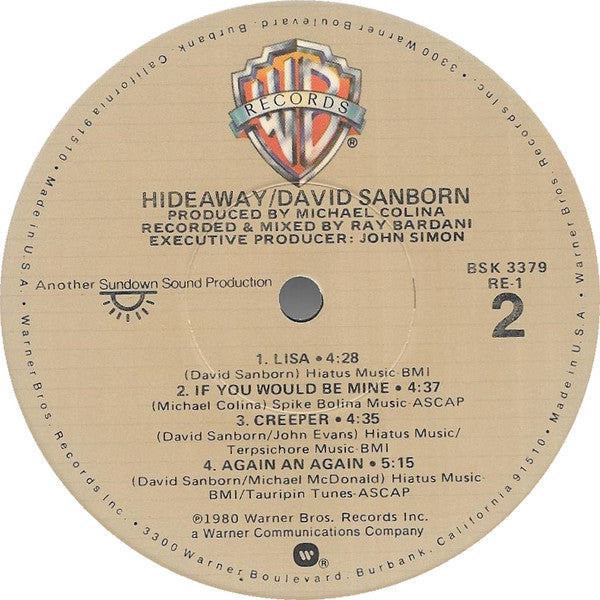 3300 Warner Boulevard, Burbank, California 91510 • Made in U.S.A. • Warner Bros. Records Inc. • 3300 Warner Boulevard, Burbank, California 91510 • Made in U.S.A. • Warner Bros. Records Inc. •
WB
RECORDS
®
HIDEAWAY/DAVID SANBORN
PRODUCED BY MICHAEL COLINA
RECORDED & MIXED BY RAY BARDANI
EXECUTIVE PRODUCER: JOHN SIMON
Another Sundown Sound Production
BSK 3379
RE-1
2
1. LISA • 4:28
(David Sanborn) Hiatus Music-BMI
2. IF YOU WOULD BE MINE • 4:37
(Michael Colina) Spike Bolina Music-ASCAP
3. CREEPER • 4:35
(David Sanborn/John Evans) Hiatus Music/
Terpsichore Music-BMI
4. AGAIN AN AGAIN • 5:15
(David Sanborn/Michael McDonald) Hiatus Music-
BMI/Tauripin Tunes-ASCAP
℗1980 Warner Bros. Records Inc.
a Warner Communications Company
®